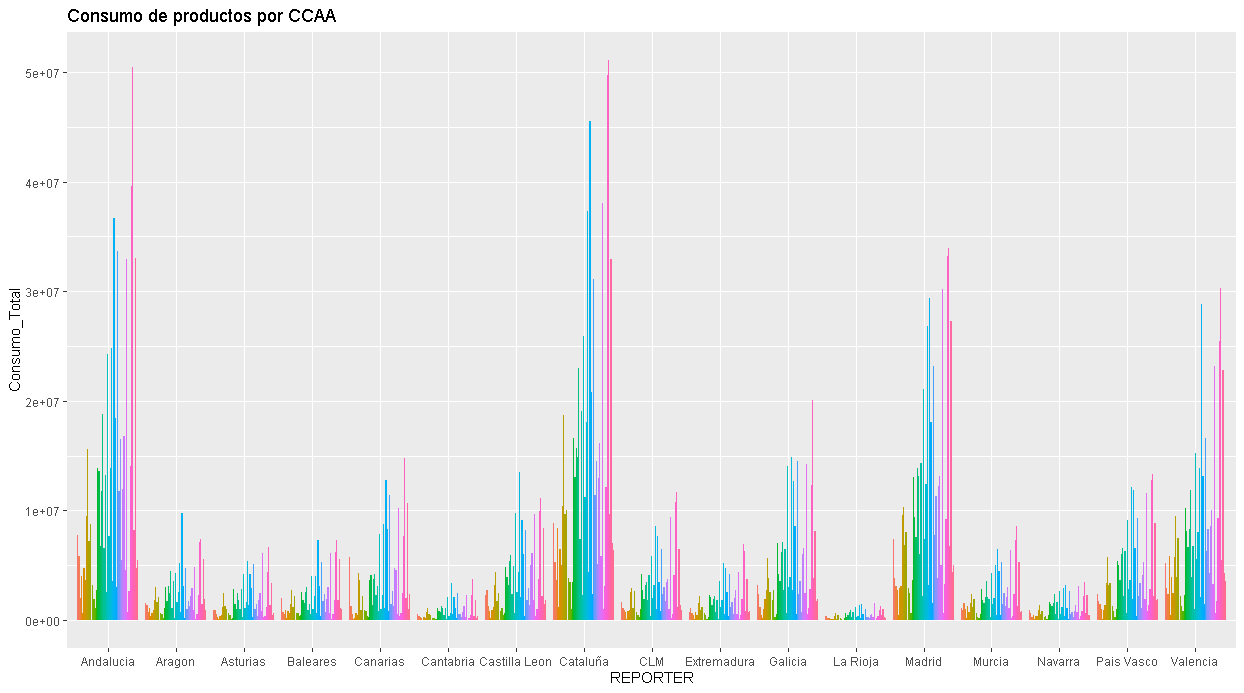 Consumo de productos por CCAA
Consumo_Total
5e+07
4e+07
3e+07
2e+07
1e+07
0e+00
Andalucia Aragon Asturias Baleares Canarias Cantabria Castilla Leon Cataluña CLM Extremadura Galicia La Rioja Madrid Murcia Navarra Pais Vasco Valencia
REPORTER